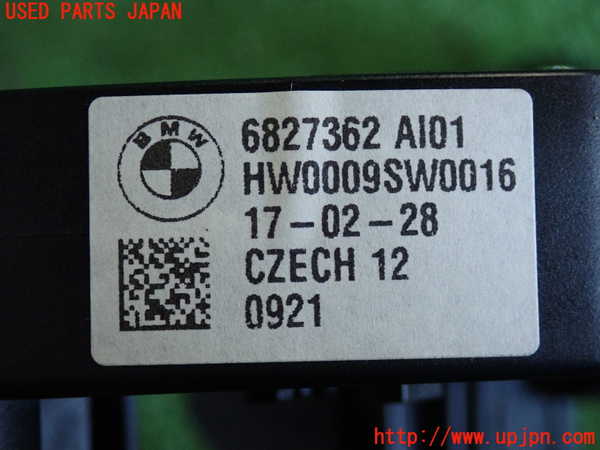 USED PARTS JAPAN
BMW
6827362 AI01
HW0009SW0016
17-02-28
CZECH 12
0921
http://www.upjpn.com/